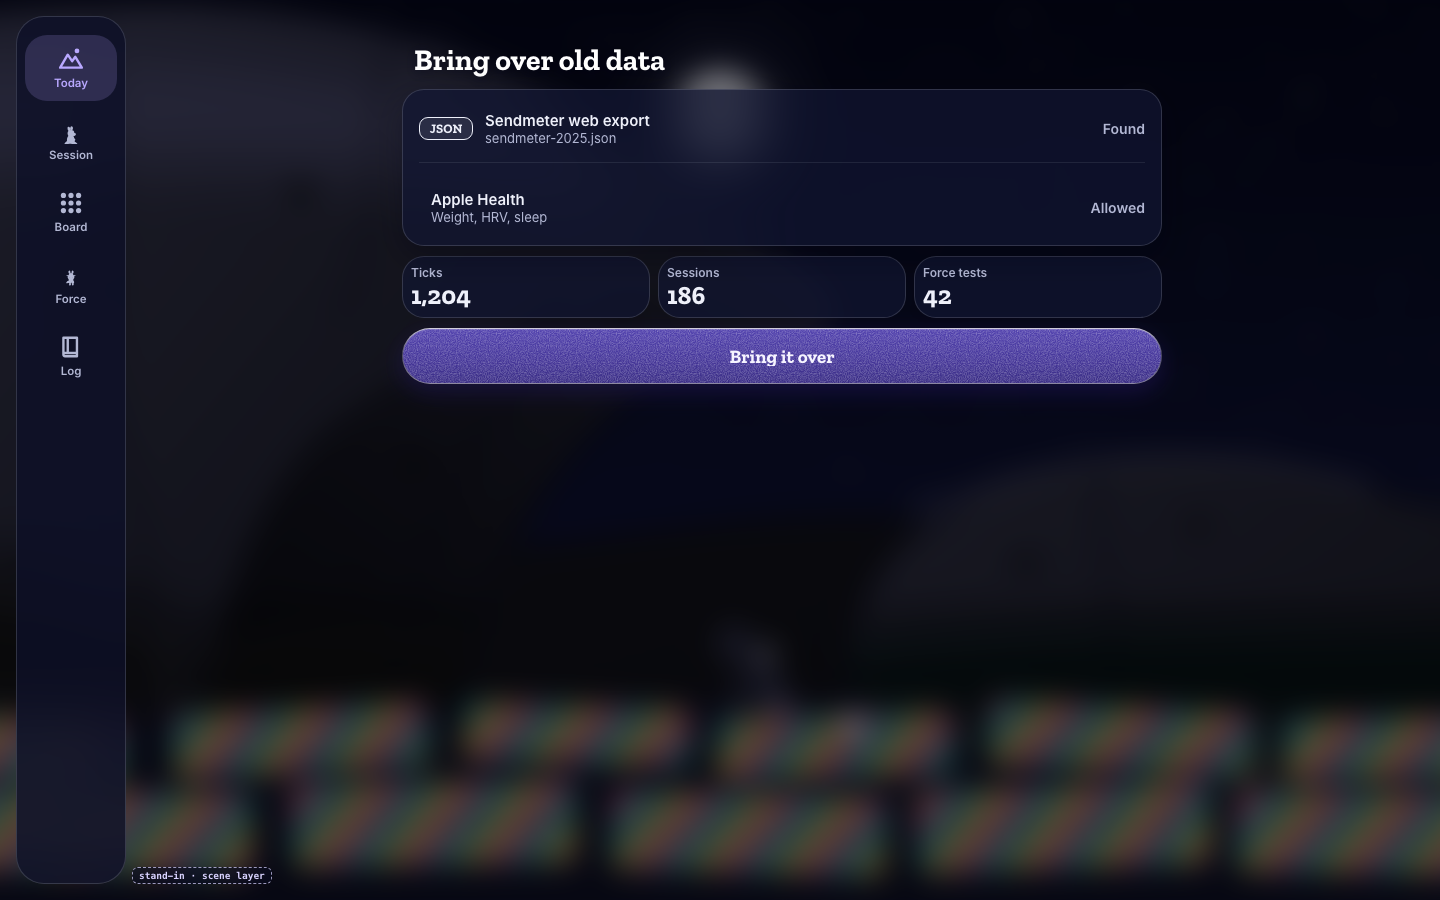 Today
Session
Board
Force
Log
Bring over old data
JSON
Sendmeter web export
sendmeter-2025.json
Found
Apple Health
Weight, HRV, sleep
Allowed
Ticks
1,204
Sessions
186
Force tests
42
Bring it over
stand-in · scene layer